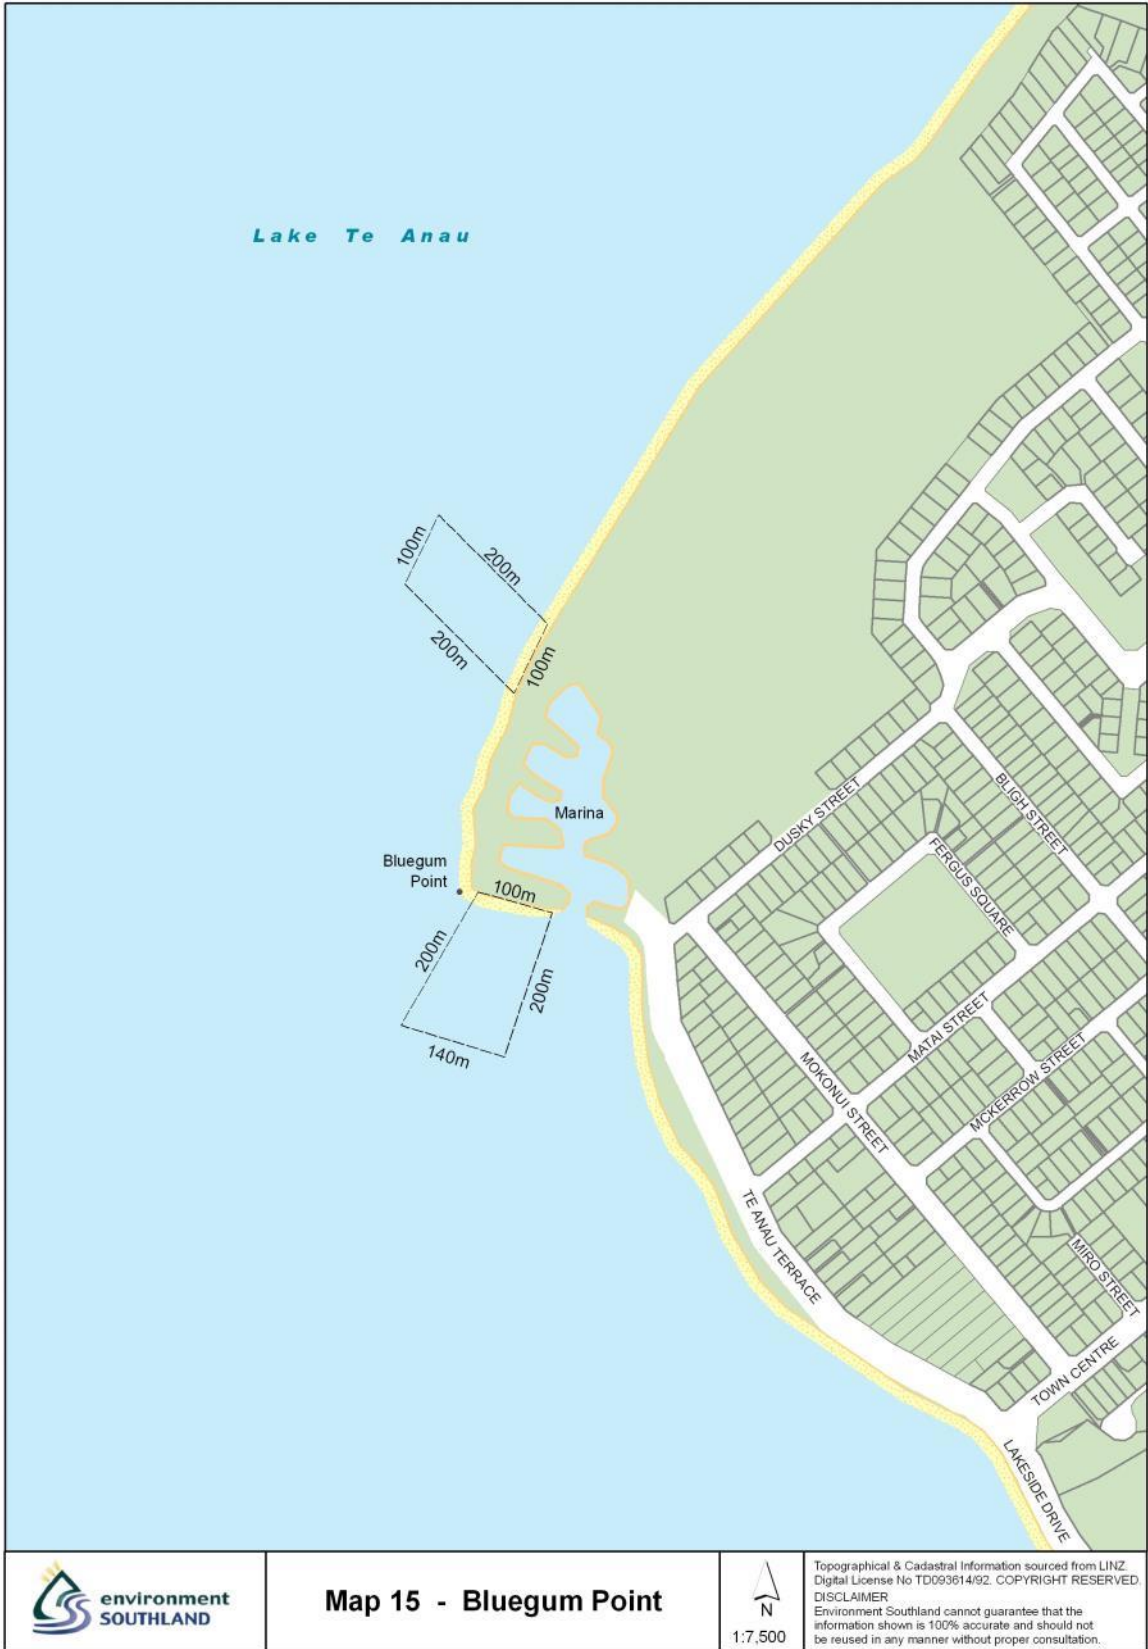 Lake Te Anau
100m
200m
200m
100m
Marina
Bluegum
Point
100m
200m
200m
140m
DUSKY STREET
BLIGH STREET
FERGUS SQUARE
MATAI STREET
MOKONUI STREET
MCKERROW STREET
TE ANAU TERRACE
MIRO STREET
TOWN CENTRE
LAKESIDE DRIVE
environment
SOUTHLAND
Map 15 - Bluegum Point
N
1:7,500
Topographical & Cadastral Information sourced from LINZ.
Digital License No TD093614/92. COPYRIGHT RESERVED.
DISCLAIMER
Environment Southland cannot guarantee that the
information shown is 100% accurate and should not
be reused in any manner without proper consultation.